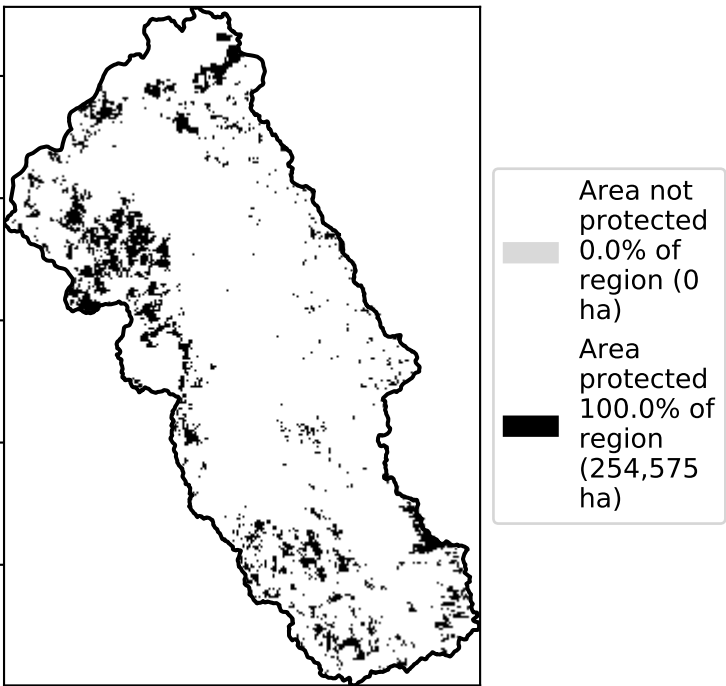 Area not
protected
0.0% of
region (0
ha)
Area
protected
100.0% of
region
(254,575
ha)